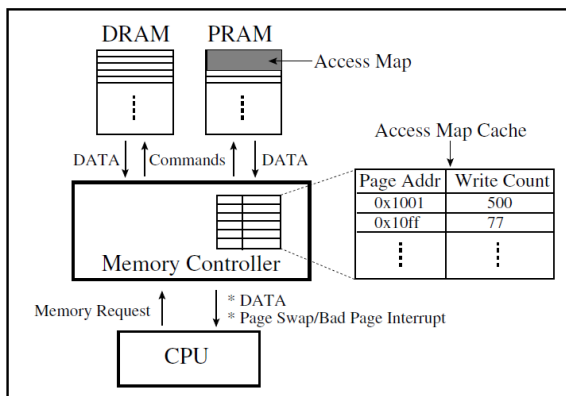 DRAM PRAM
Access Map
DATA Commands DATA
Access Map Cache
Page Addr Write Count
0x1001 500
0x10ff 77
Memory Controller
Memory Request
* DATA
* Page Swap/Bad Page Interrupt
CPU